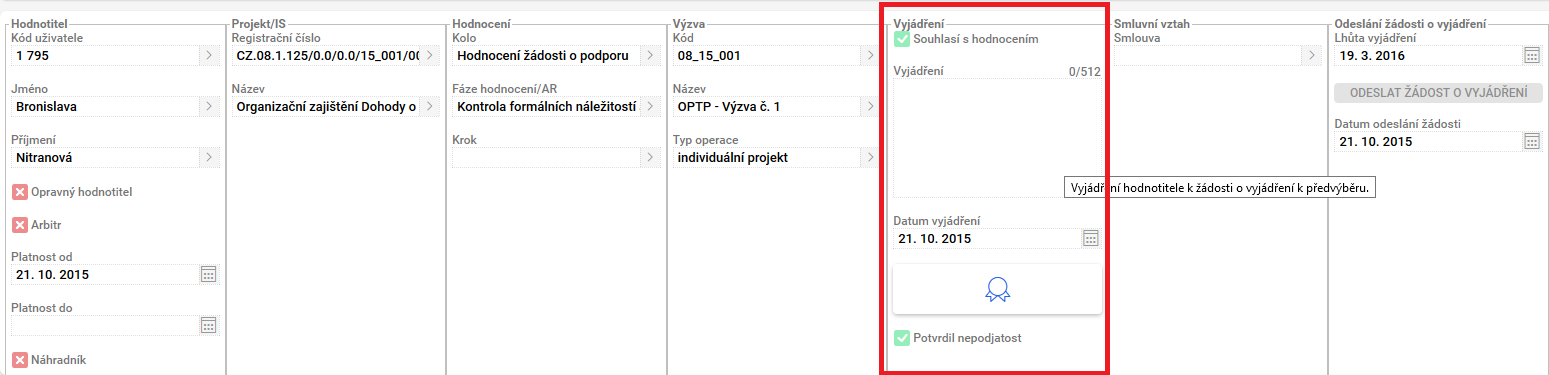 Hodnotitel
Kód uživatele
1 795
Jméno
Bronislava
Příjmení
Nitranová
Opravný hodnotitel
Arbitr
Platnost od
21. 10. 2015
Platnost do
Náhradník
Projekt/IS
Registrační číslo
CZ.08.1.125/0.0/0.0/15_001/00
Název
Organizační zajištění Dohody o
Hodnocení
Kolo
Hodnocení žádosti o podporu
Fáze hodnocení/AR
Kontrola formálních náležitostí
Krok
Výzva
Kód
08_15_001
Název
OPTP - Výzva č. 1
Typ operace
individuální projekt
Vyjádření
Souhlasí s hodnocením
Vyjádření 0/512
Vyjádření hodnotitele k žádosti o vyjádření k předvýběru.
Datum vyjádření
21. 10. 2015
Potvrdil nepodjatost
Smluvní vztah
Smlouva
Odeslání žádosti o vyjádření
Lhůta vyjádření
19. 3. 2016
ODESLAT ŽÁDOST O VYJÁDŘENÍ
Datum odeslání žádosti
21. 10. 2015